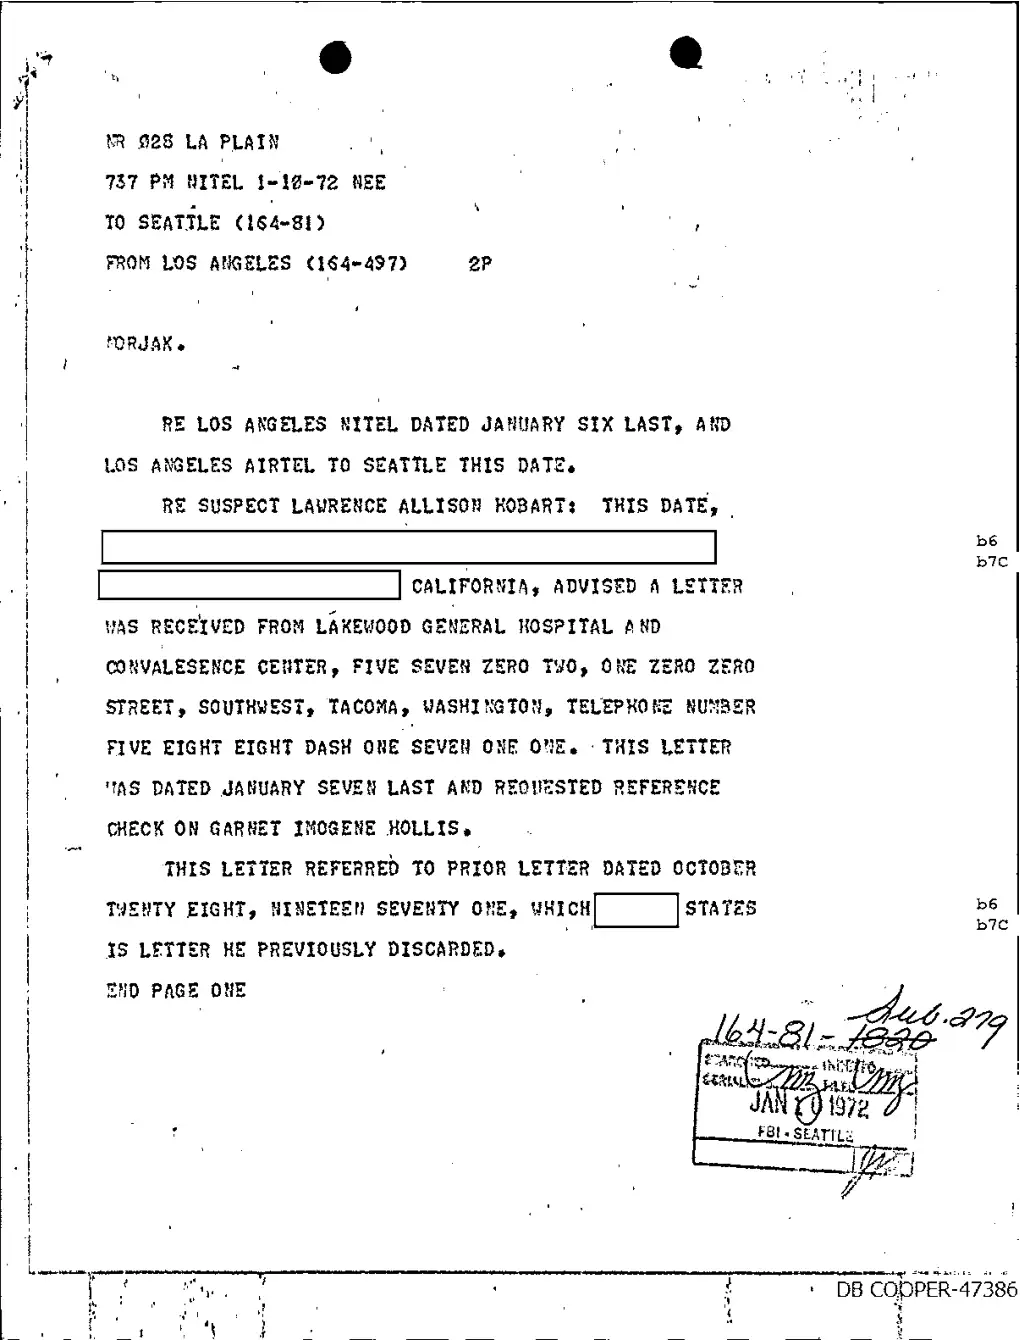 NR 028 LA PLAIN
737 PM NITEL 1-10-72 NEE
TO SEATTLE (164-81)
FROM LOS ANGELES (164-497) 2P
NORJAK.
RE LOS ANGELES NITEL DATED JANUARY SIX LAST, AND
LOS ANGELES AIRTEL TO SEATTLE THIS DATE.
RE SUSPECT LAWRENCE ALLISON HOBART: THIS DATE,
b6
b7C
CALIFORNIA, ADVISED A LETTER
WAS RECEIVED FROM LAKEWOOD GENERAL HOSPITAL AND
CONVALESENCE CENTER, FIVE SEVEN ZERO TWO, ONE ZERO ZERO
STREET, SOUTHWEST, TACOMA, WASHINGTON, TELEPHONE NUMBER
FIVE EIGHT EIGHT DASH ONE SEVEN ONE ONE. THIS LETTER
WAS DATED JANUARY SEVEN LAST AND REQUESTED REFERENCE
CHECK ON GARNET IMOGENE HOLLIS.
THIS LETTER REFERRED TO PRIOR LETTER DATED OCTOBER
TWENTY EIGHT, NINETEEN SEVENTY ONE, WHICH STATES
b6
b7C
IS LETTER HE PREVIOUSLY DISCARDED.
END PAGE ONE
Sub. 279
164-81-1820
SEARCHED INDEXED
SERIALIZED FILED
JAN 10 1972
FBI - SEATTLE
DB COOPER-47386